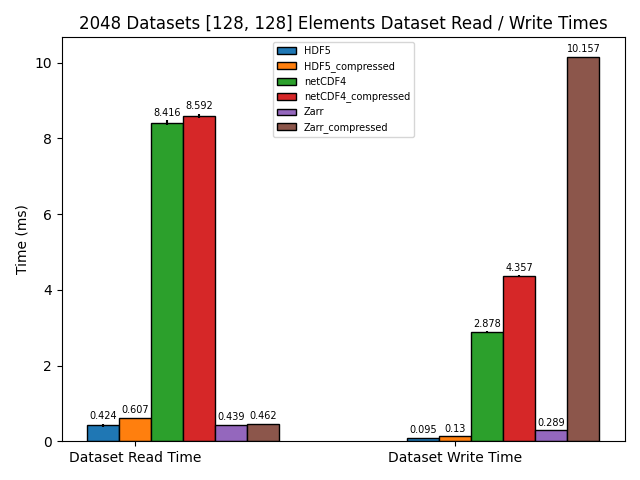 2048 Datasets [128, 128] Elements Dataset Read / Write Times
HDF5
HDF5_compressed
netCDF4
netCDF4_compressed
Zarr
Zarr_compressed
Time (ms)
10
8
6
4
2
0
0.424
0.607
8.416
8.592
0.439
0.462
0.095
0.13
2.878
4.357
0.289
10.157
Dataset Read Time
Dataset Write Time